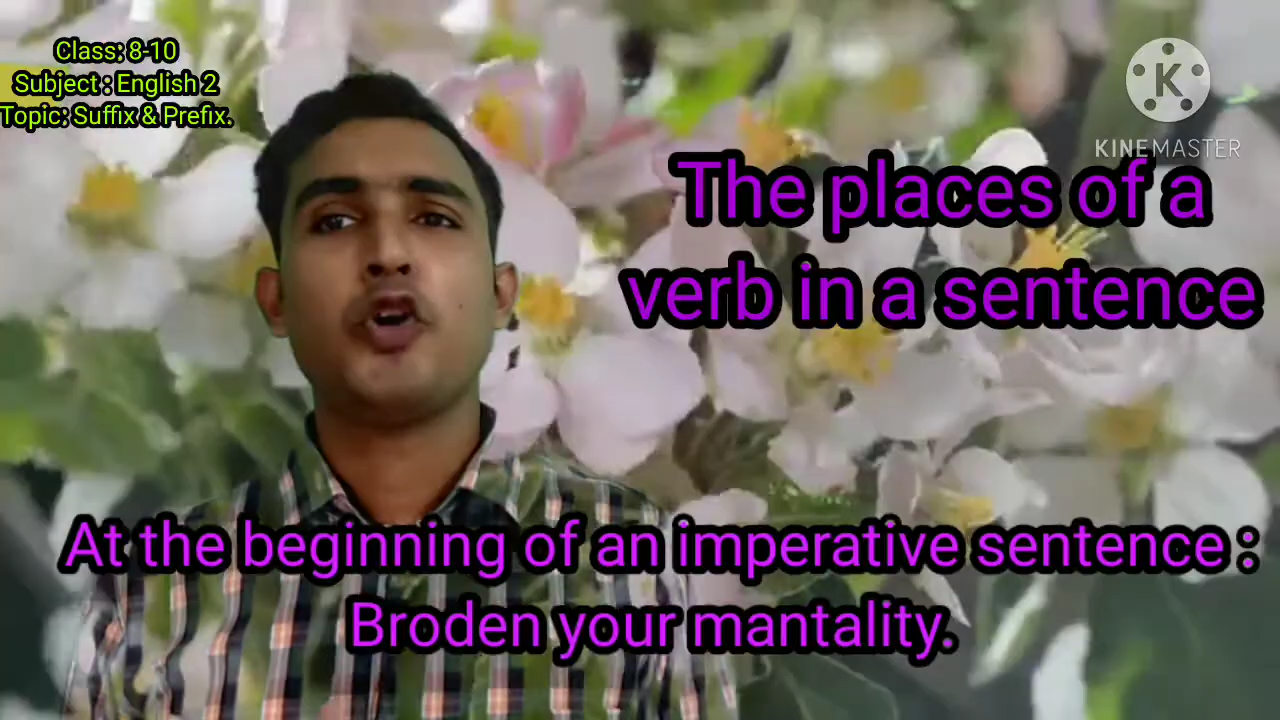 Class: 8-10
Subject : English 2
Topic: Suffix & Prefix.
K
KINEMASTER
The places of a
verb in a sentence
At the beginning of an imperative sentence :
Broden your mantality.